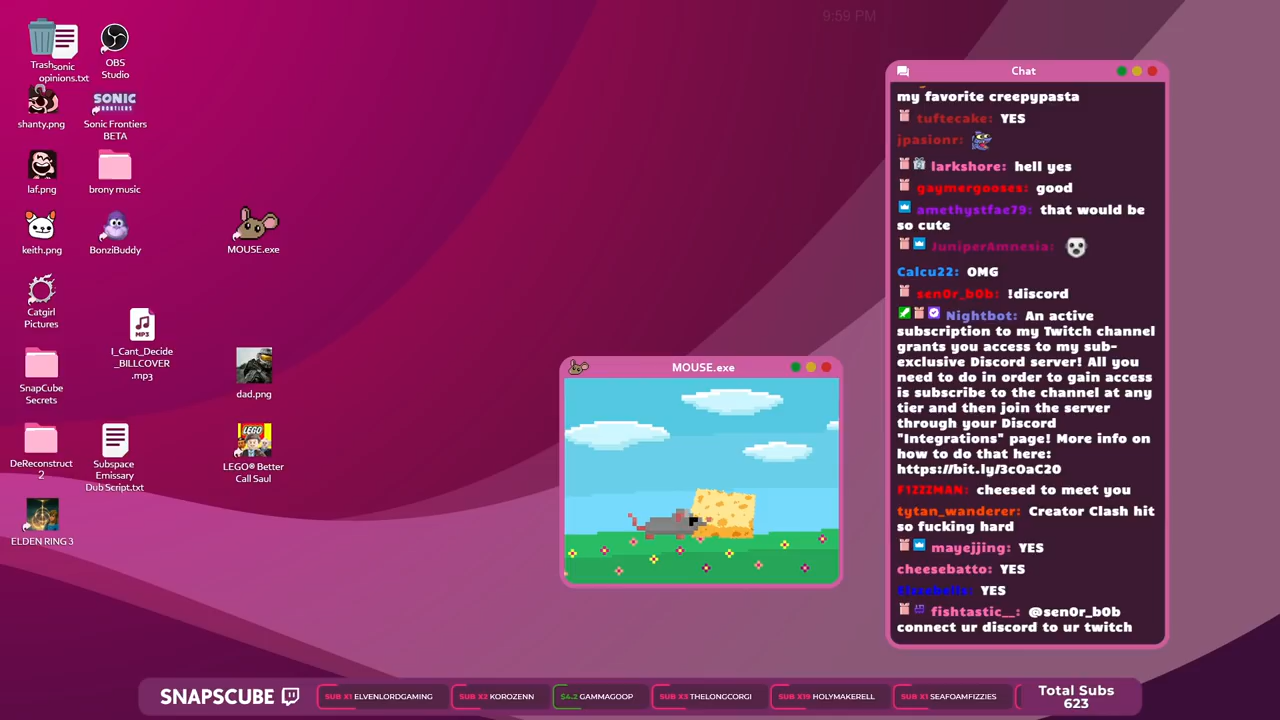 9:59 PM
Trash
sonic
opinions.txt
OBS
Studio
shanty.png
SONIC
FRONTIERS
Sonic Frontiers
BETA
laf.png
brony music
keith.png
BonziBuddy
MOUSE.exe
Catgirl
Pictures
MP3
I_Cant_Decide
_BILLCOVER
.mp3
SnapCube
Secrets
dad.png
DeReconstruct
2
Subspace
Emissary
Dub Script.txt
LEGO
LEGO® Better
Call Saul
ELDEN RING 3
MOUSE.exe
Chat
my favorite creepypasta
tuftecake: YES
jpasionr:
larkshore: hell yes
gaymergooses: good
amethystfae79: that would be
so cute
JuniperAmnesia:
Calcu22: OMG
sen0r_b0b: !discord
Nightbot: An active
subscription to my Twitch channel
grants you access to my sub-
exclusive Discord server! All you
need to do in order to gain access
is subscribe to the channel at any
tier and then join the server
through your Discord
"Integrations" page! More info on
how to do that here:
https://bit.ly/3c0aC20
F1ZZZMAN: cheesed to meet you
tytan_wanderer: Creator Clash hit
so fucking hard
mayejjing: YES
cheesebatto: YES
YES
fishtastic__: @sen0r_b0b
connect ur discord to ur twitch
SNAPSCUBE
SUB X1 ELVENLORDGAMING
SUB X2 KOROZENN
$4.2 GAMMAGOOP
SUB X3 THELONGCORGI
SUB X19 HOLYMAKERELL
SUB X1 SEAFOAMFIZZIES
Total Subs
623